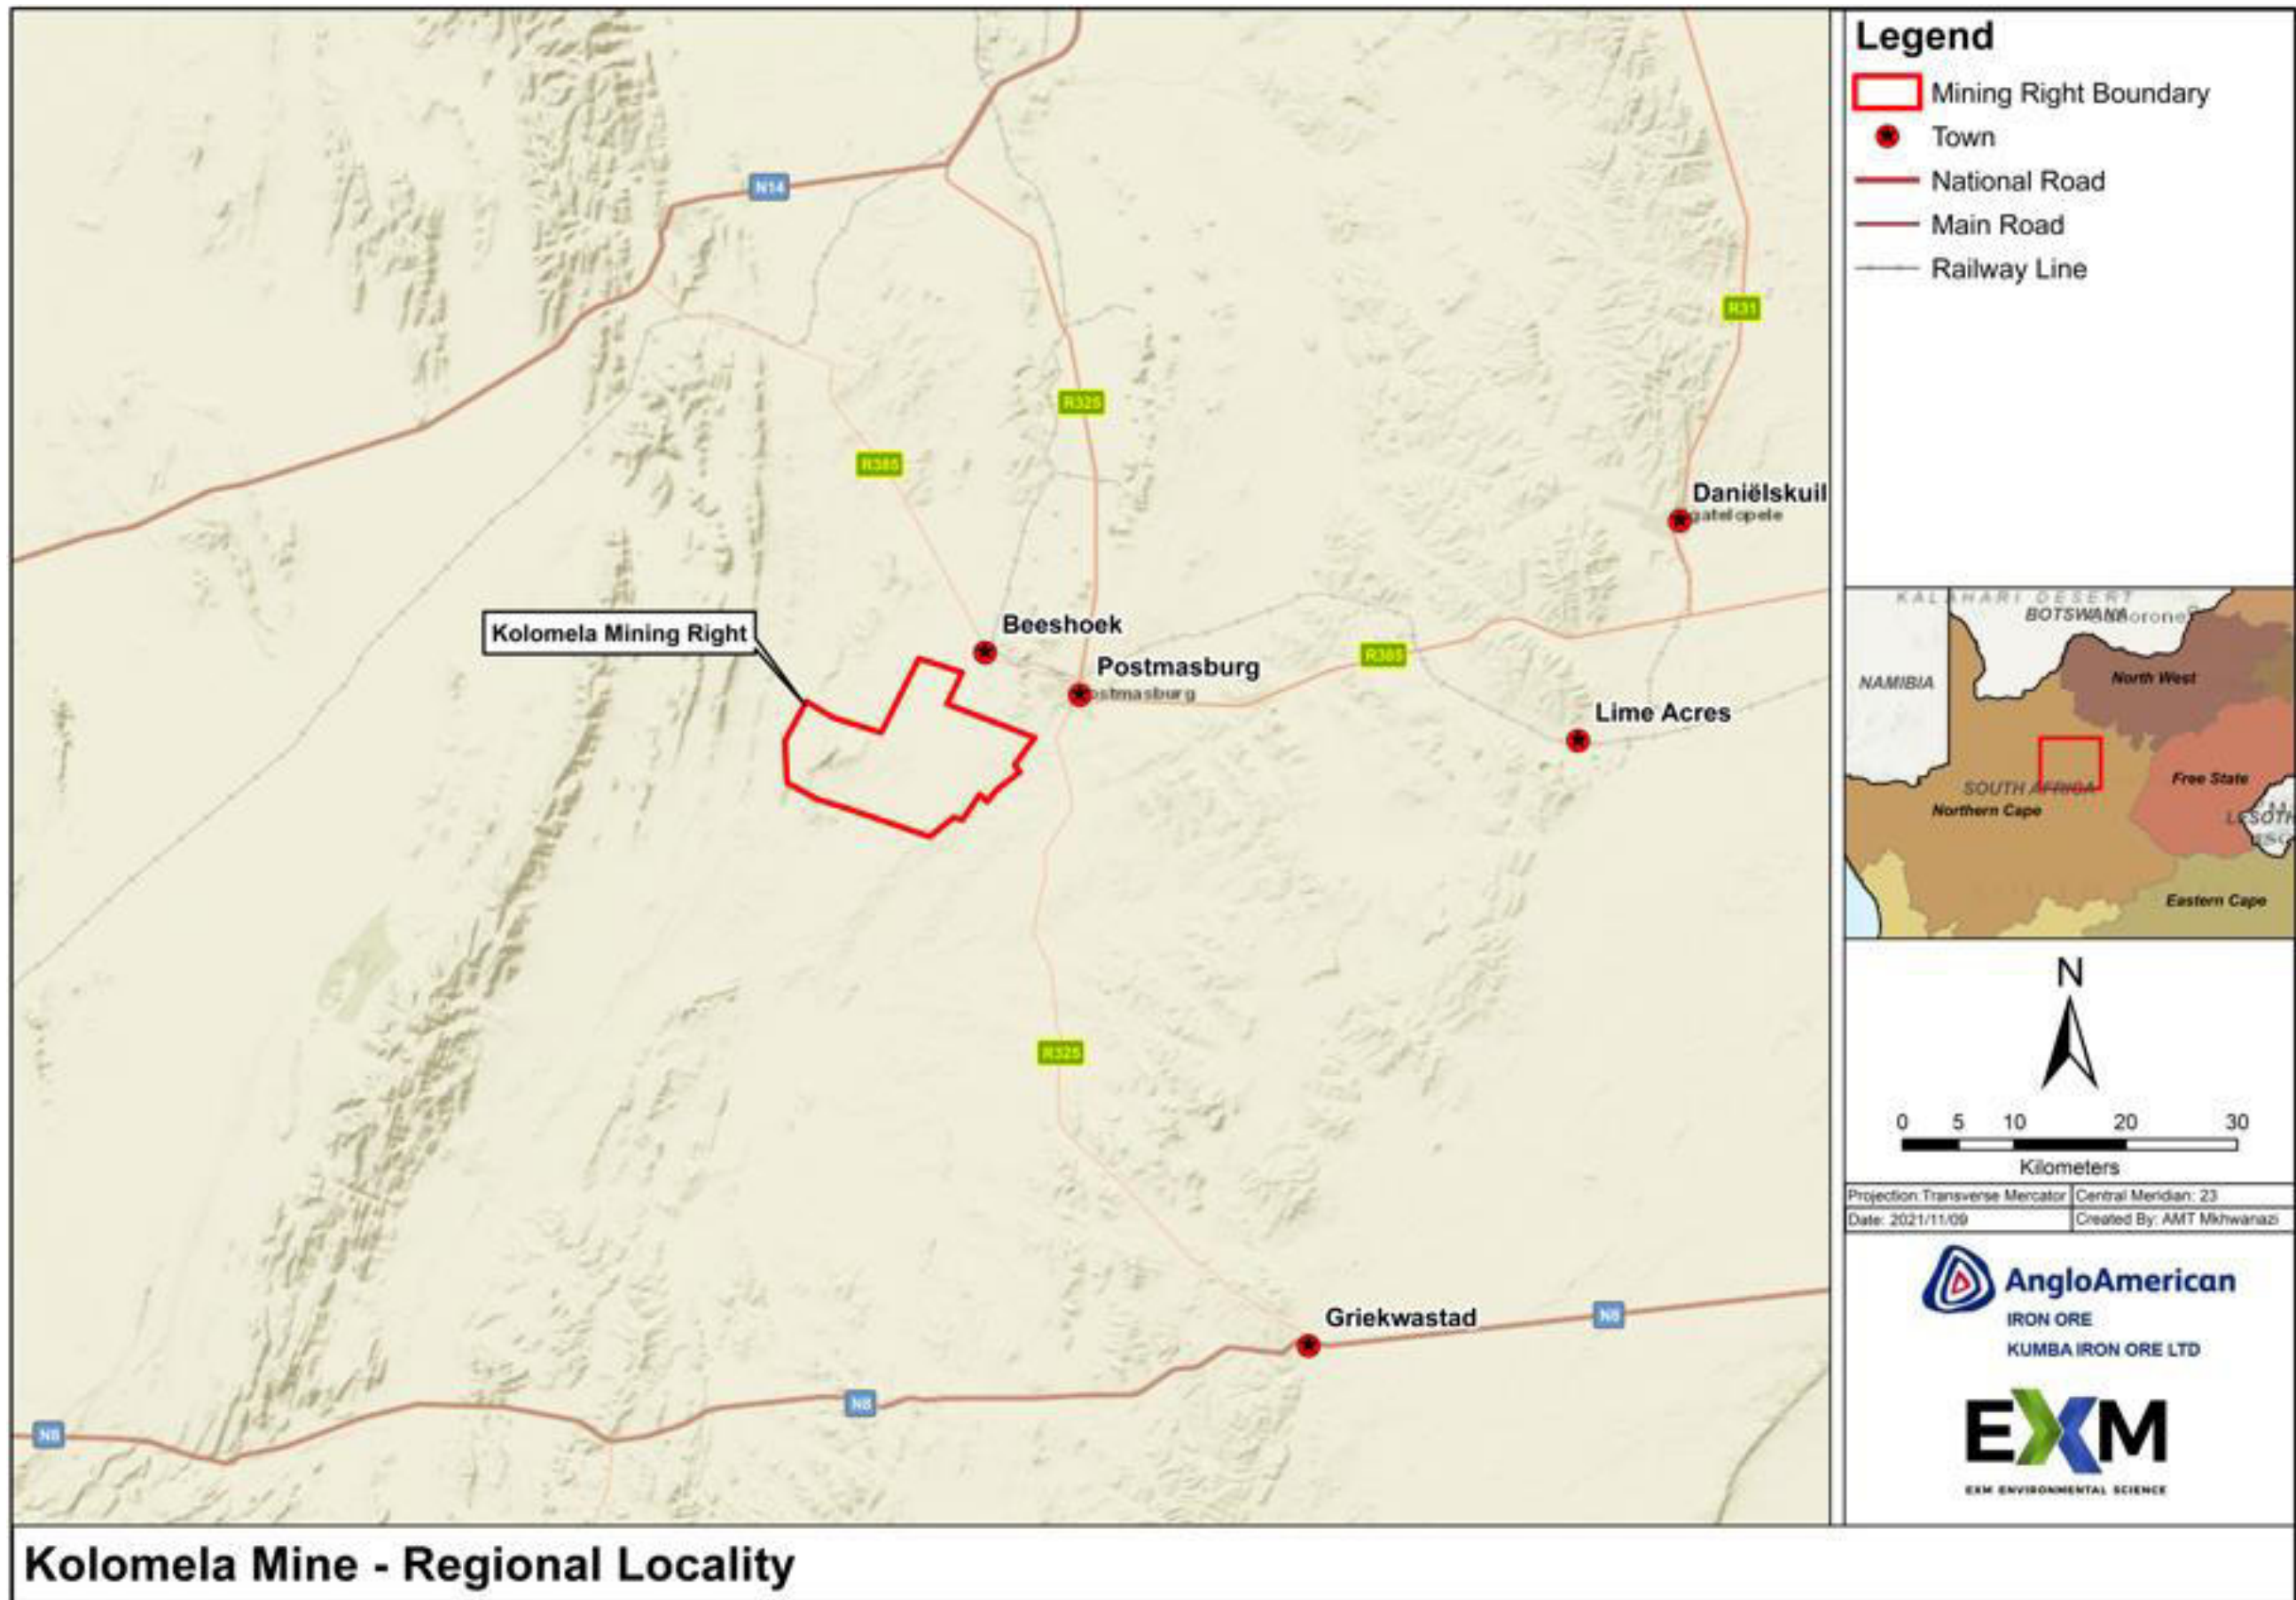 N14
R31
R325
R385
Daniëlskuil
gatelopele
Kolomela Mining Right
Beeshoek
Postmasburg
ostmasburg
R385
Lime Acres
R325
Griekwastad
N8
N8
N8
Kolomela Mine - Regional Locality
Legend
Mining Right Boundary
Town
National Road
Main Road
Railway Line
KALAHARI DESERT
BOTSWANA
orone
NAMIBIA
North West
SOUTH AFRICA
Free State
Northern Cape
LESOTH
Eastern Cape
N
0 5 10 20 30
Kilometers
Projection: Transverse Mercator Central Meridian: 23
Date: 2021/11/09 Created By: AMT Mkhwanazi
AngloAmerican
IRON ORE
KUMBA IRON ORE LTD
EXM
EXM ENVIRONMENTAL SCIENCE